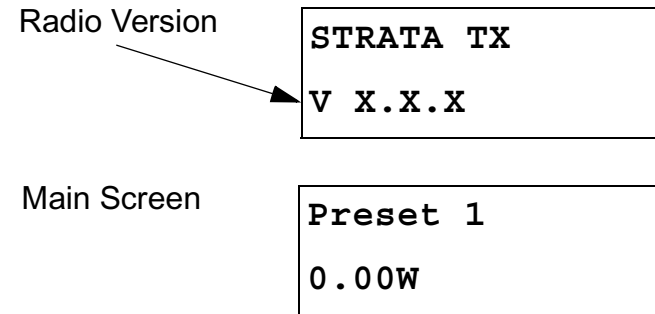 Radio Version
STRATA TX
V X.X.X
Main Screen
Preset 1
0.00W